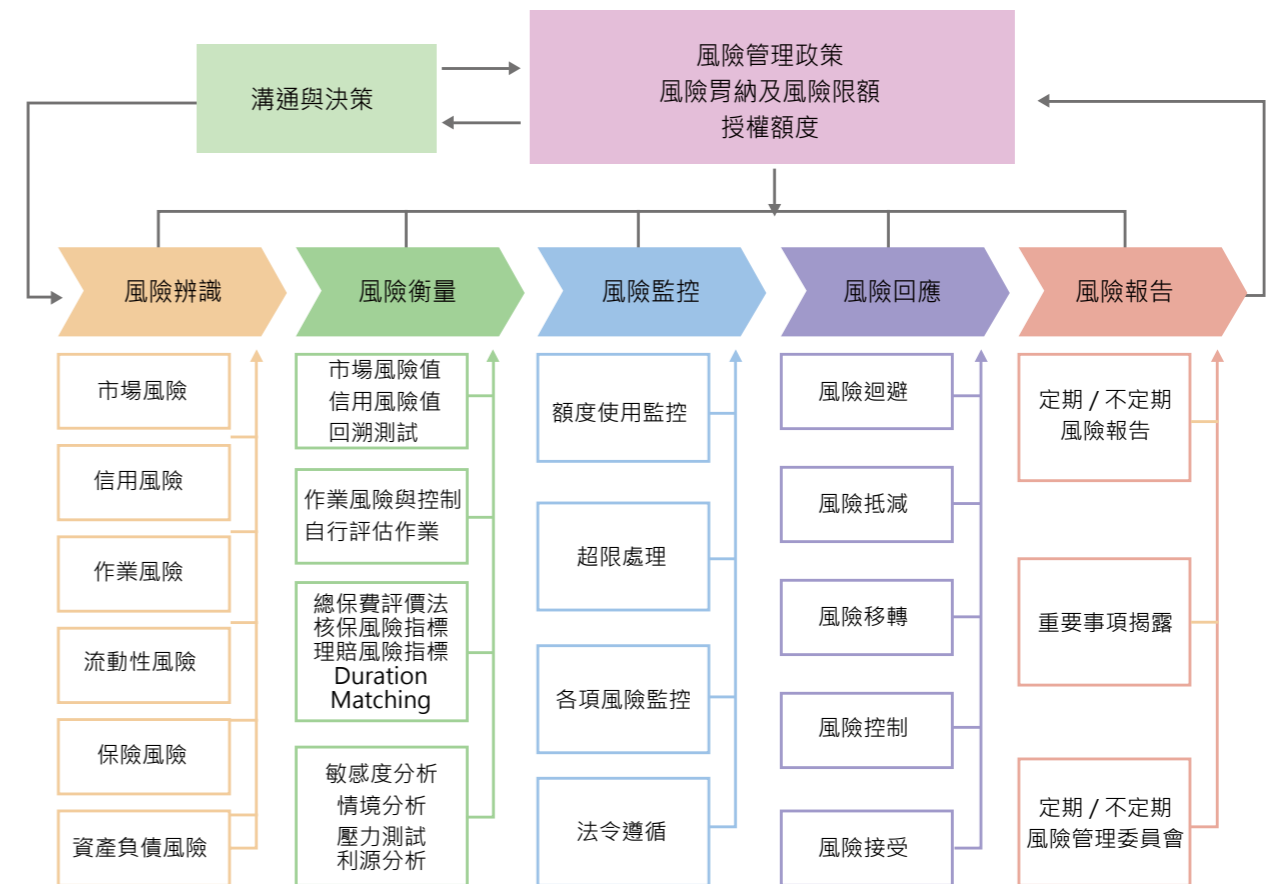 溝通與決策
風險管理政策
風險胃納及風險限額
授權額度
風險辨識
風險衡量
風險監控
風險回應
風險報告
市場風險
信用風險
作業風險
流動性風險
保險風險
資產負債風險
市場風險值
信用風險值
回溯測試
作業風險與控制
自行評估作業
總保費評價法
核保風險指標
理賠風險指標
Duration
Matching
敏感度分析
情境分析
壓力測試
利源分析
額度使用監控
超限處理
各項風險監控
法令遵循
風險迴避
風險抵減
風險移轉
風險控制
風險接受
定期 / 不定期
風險報告
重要事項揭露
定期 / 不定期
風險管理委員會